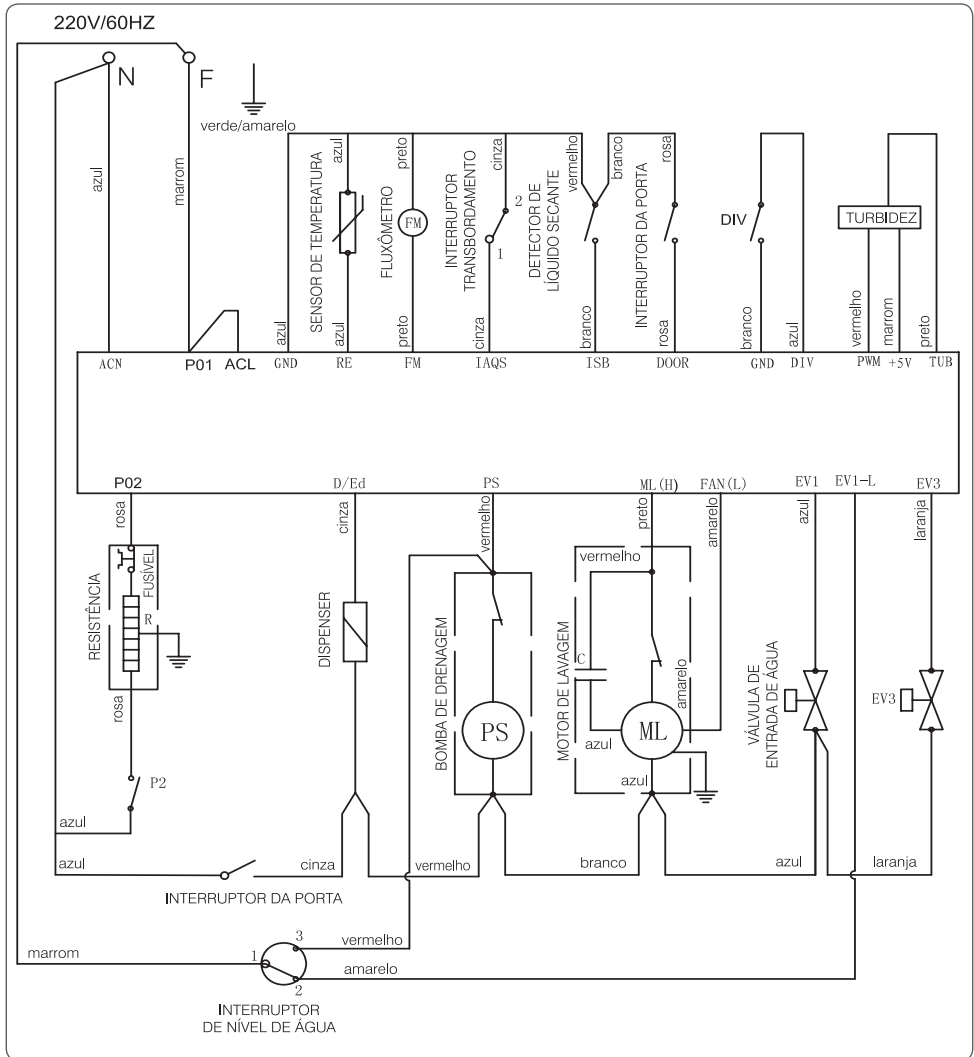 220V/60HZ
N
F
verde/amarelo
azul
marrom
azul
SENSOR DE TEMPERATURA
azul
azul
preto
FLUXÔMETRO
FM
preto
cinza
INTERRUPTOR
TRANSBORDAMENTO
2
1
cinza
DETECTOR DE
LÍQUIDO SECANTE
vermelho
branco
branco
INTERRUPTOR DA PORTA
rosa
rosa
DIV
branco
azul
TURBIDEZ
vermelho
marrom
preto
ACN
P01
ACL
GND
RE
FM
IAQS
ISB
DOOR
GND
DIV
PWM
+5V
TUB
P02
D/Ed
PS
ML(H)
FAN(L)
EV1
EV1-L
EV3
rosa
cinza
vermelho
preto
amarelo
azul
laranja
RESISTÊNCIA
FUSÍVEL
R
rosa
P2
azul
DISPENSER
BOMBA DE DRENAGEM
PS
MOTOR DE LAVAGEM
vermelho
C
amarelo
azul
ML
azul
VÁLVULA DE
ENTRADA DE ÁGUA
EV3
azul
cinza
vermelho
branco
azul
laranja
INTERRUPTOR DA PORTA
marrom
1
3
2
vermelho
amarelo
INTERRUPTOR
DE NÍVEL DE ÁGUA